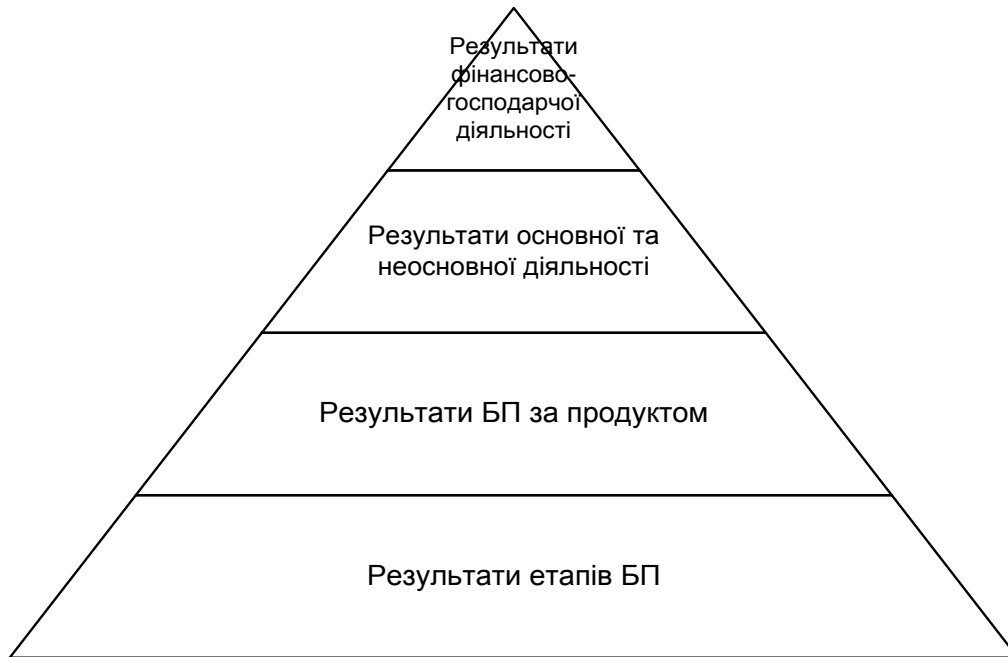 Результати
фінансово-
господарчої
діяльності
Результати основної та
неосновної діяльності
Результати БП за продуктом
Результати етапів БП